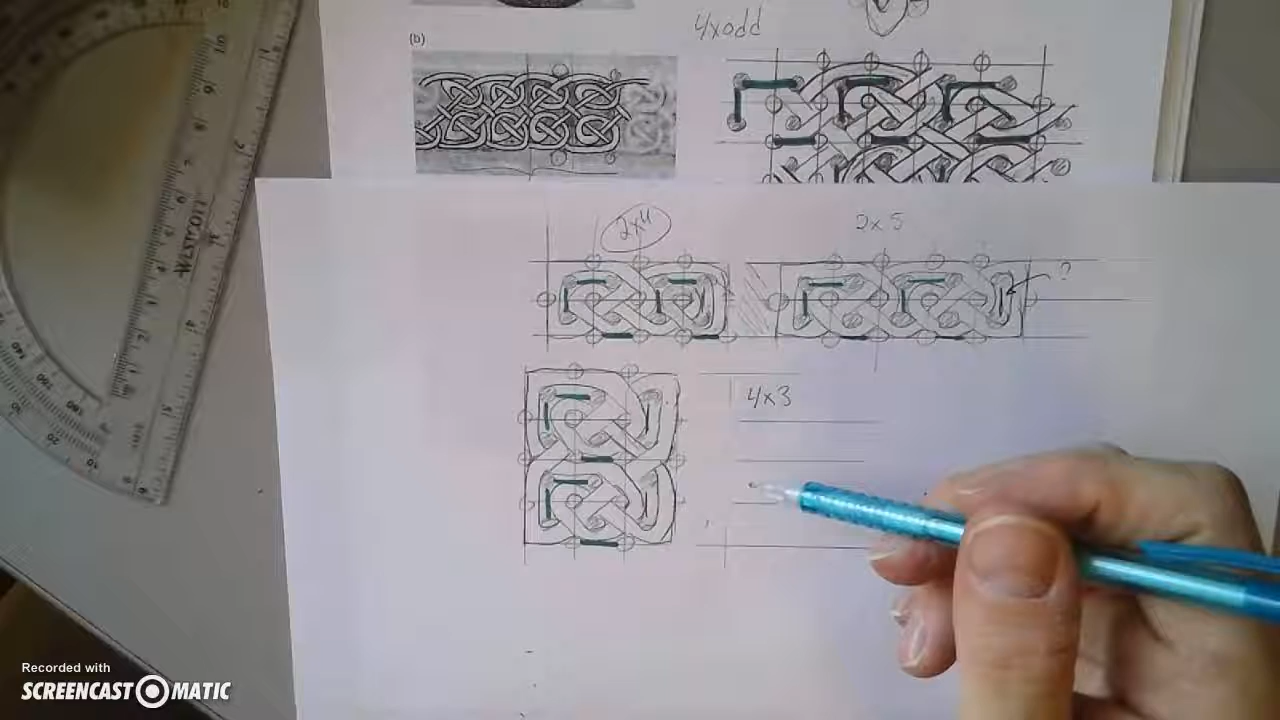 4xodd
(b)
2x4
2x5
?
4x3
WESTCOTT
Recorded with
SCREENCAST MATIC